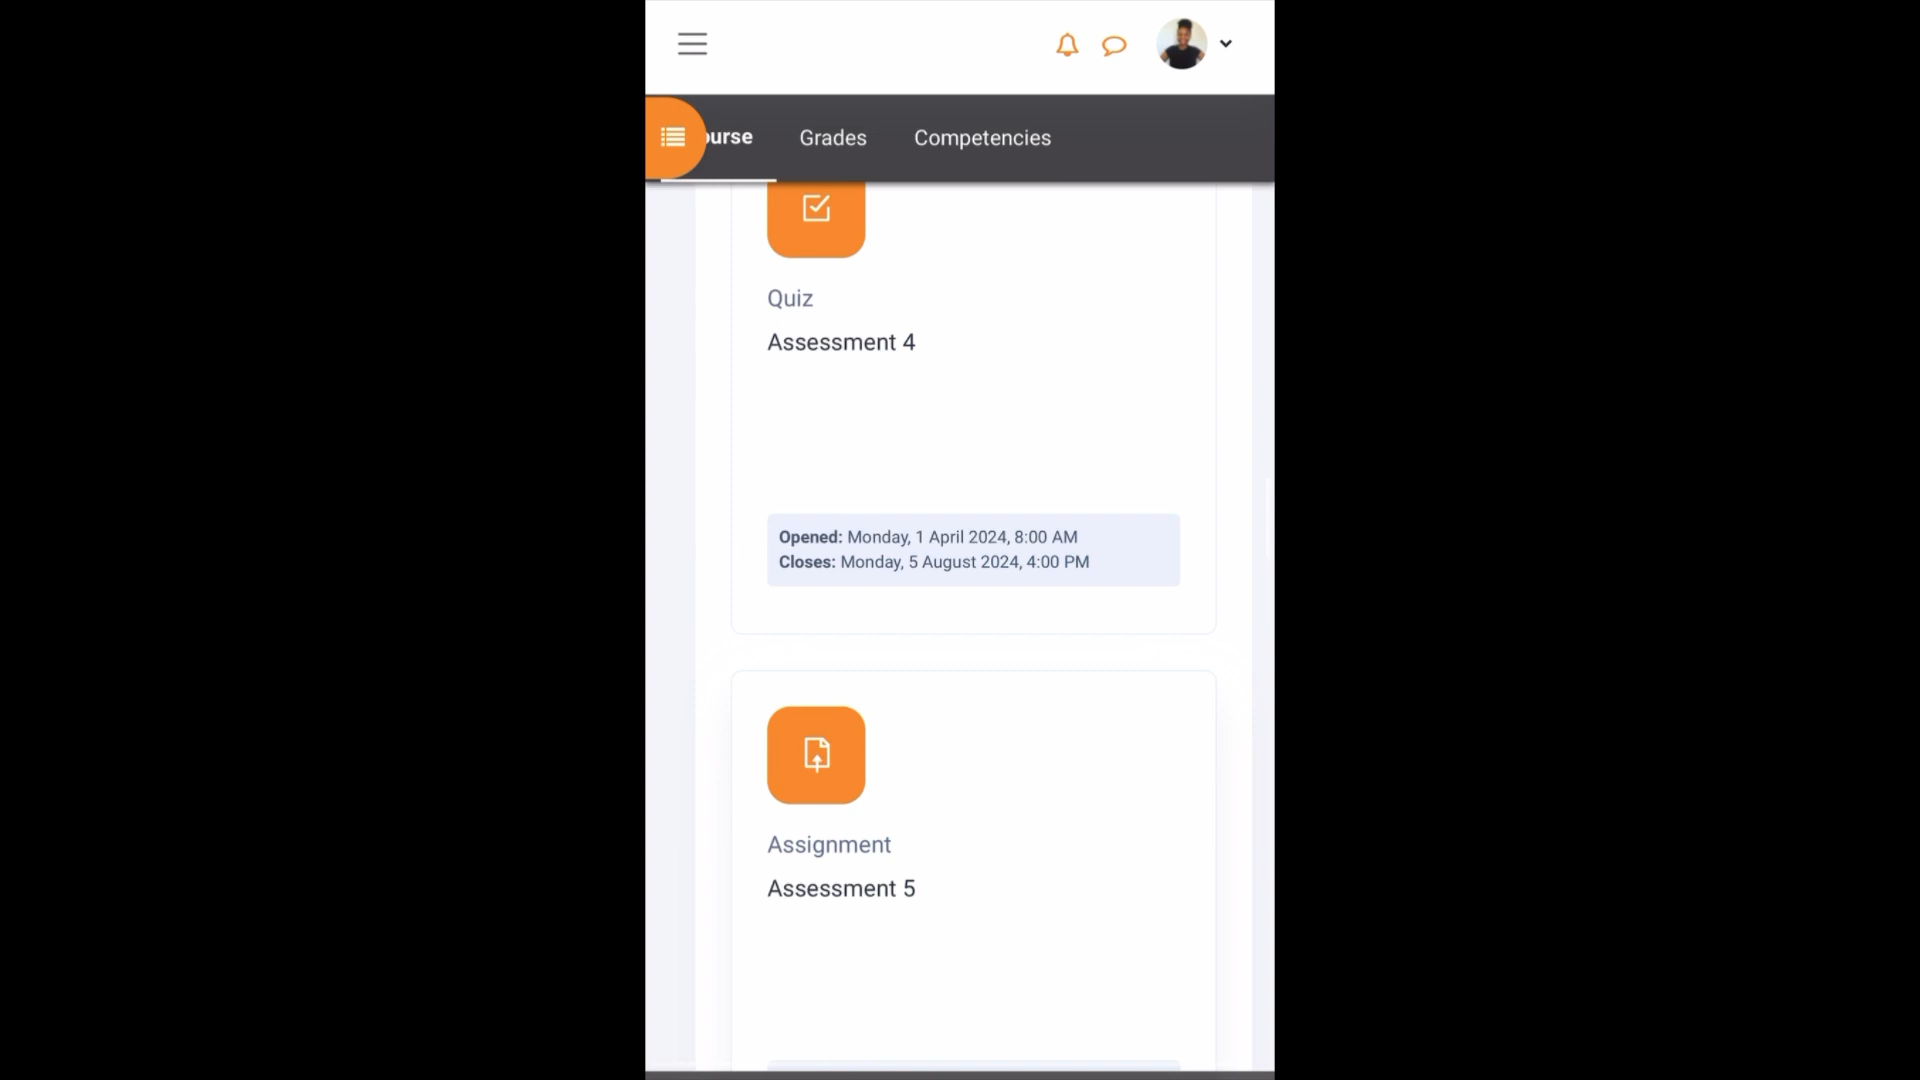 ourse
Grades
Competencies
Quiz
Assessment 4
Opened: Monday, 1 April 2024, 8:00 AM
Closes: Monday, 5 August 2024, 4:00 PM
Assignment
Assessment 5